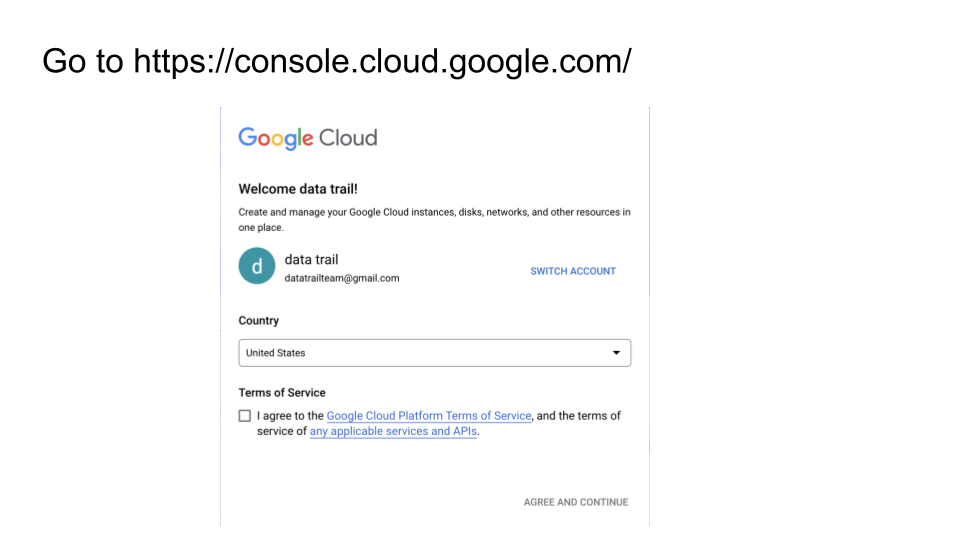 Go to https://console.cloud.google.com/
Google Cloud
Welcome data trail!
Create and manage your Google Cloud instances, disks, networks, and other resources in
one place.
d
data trail
datatrailteam@gmail.com
SWITCH ACCOUNT
Country
United States
Terms of Service
I agree to the Google Cloud Platform Terms of Service, and the terms of
service of any applicable services and APIs.
AGREE AND CONTINUE